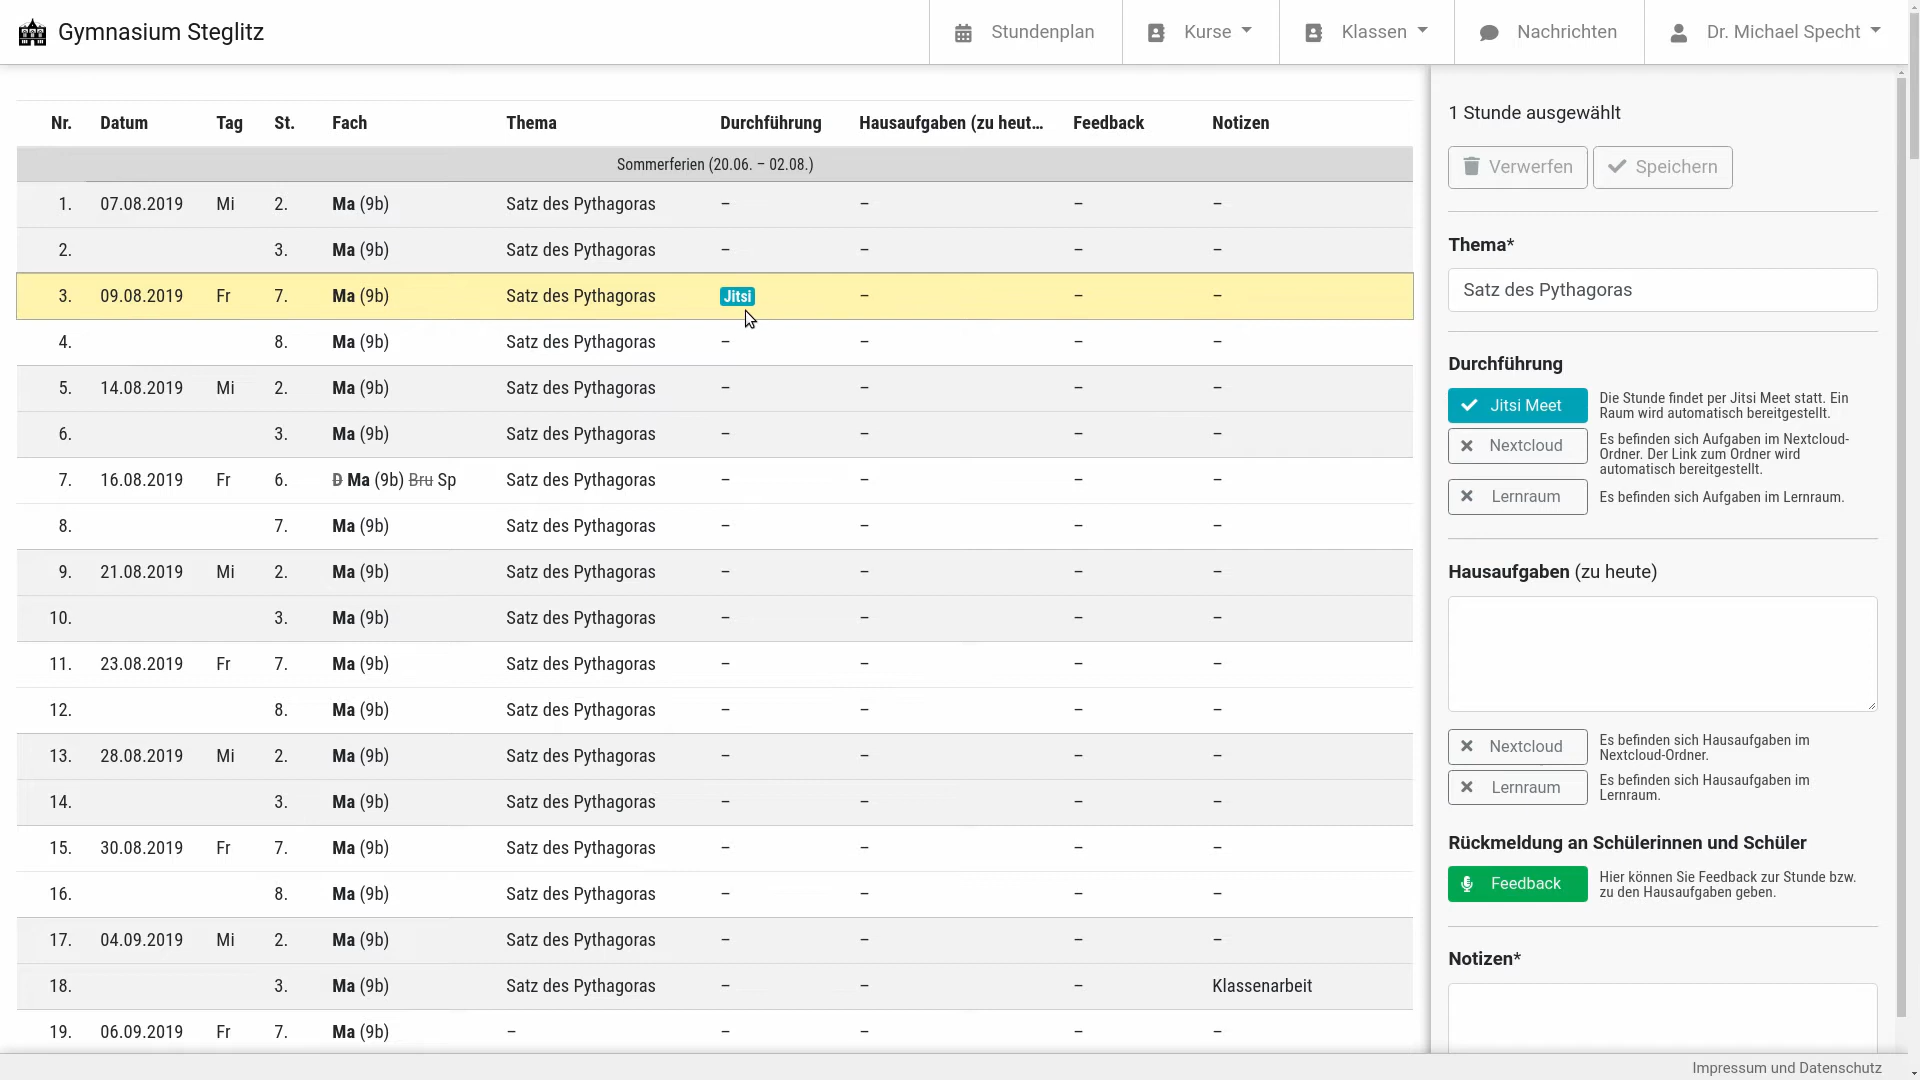 Gymnasium Steglitz
Stundenplan
Kurse
Klassen
Nachrichten
Dr. Michael Specht
Nr. Datum Tag St. Fach Thema Durchführung Hausaufgaben (zu heut... Feedback Notizen
Sommerferien (20.06. – 02.08.)
1. 07.08.2019 Mi 2. Ma (9b) Satz des Pythagoras – – – –
2. 3. Ma (9b) Satz des Pythagoras – – – –
3. 09.08.2019 Fr 7. Ma (9b) Satz des Pythagoras Jitsi – – –
4. 8. Ma (9b) Satz des Pythagoras – – – –
5. 14.08.2019 Mi 2. Ma (9b) Satz des Pythagoras – – – –
6. 3. Ma (9b) Satz des Pythagoras – – – –
7. 16.08.2019 Fr 6. D Ma (9b) Bru Sp Satz des Pythagoras – – – –
8. 7. Ma (9b) Satz des Pythagoras – – – –
9. 21.08.2019 Mi 2. Ma (9b) Satz des Pythagoras – – – –
10. 3. Ma (9b) Satz des Pythagoras – – – –
11. 23.08.2019 Fr 7. Ma (9b) Satz des Pythagoras – – – –
12. 8. Ma (9b) Satz des Pythagoras – – – –
13. 28.08.2019 Mi 2. Ma (9b) Satz des Pythagoras – – – –
14. 3. Ma (9b) Satz des Pythagoras – – – –
15. 30.08.2019 Fr 7. Ma (9b) Satz des Pythagoras – – – –
16. 8. Ma (9b) Satz des Pythagoras – – – –
17. 04.09.2019 Mi 2. Ma (9b) Satz des Pythagoras – – – –
18. 3. Ma (9b) Satz des Pythagoras – – – Klassenarbeit
19. 06.09.2019 Fr 7. Ma (9b) – – – – –
1 Stunde ausgewählt
Verwerfen
Speichern
Thema*
Satz des Pythagoras
Durchführung
Jitsi Meet
Die Stunde findet per Jitsi Meet statt. Ein
Raum wird automatisch bereitgestellt.
Nextcloud
Es befinden sich Aufgaben im Nextcloud-
Ordner. Der Link zum Ordner wird
automatisch bereitgestellt.
Lernraum
Es befinden sich Aufgaben im Lernraum.
Hausaufgaben (zu heute)
Nextcloud
Es befinden sich Hausaufgaben im
Nextcloud-Ordner.
Lernraum
Es befinden sich Hausaufgaben im
Lernraum.
Rückmeldung an Schülerinnen und Schüler
Feedback
Hier können Sie Feedback zur Stunde bzw.
zu den Hausaufgaben geben.
Notizen*
Impressum und Datenschutz